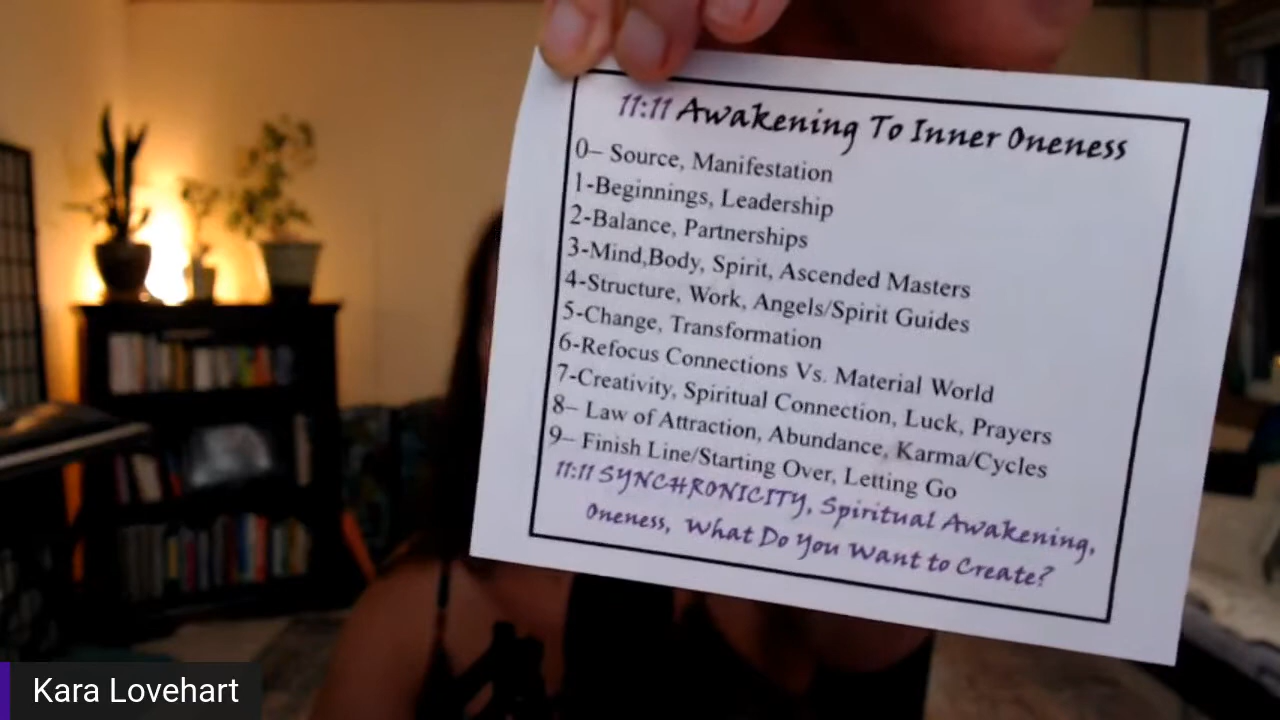 11:11 Awakening To Inner Oneness
0– Source, Manifestation
1-Beginnings, Leadership
2-Balance, Partnerships
3-Mind,Body, Spirit, Ascended Masters
4-Structure, Work, Angels/Spirit Guides
5-Change, Transformation
6-Refocus Connections Vs. Material World
7-Creativity, Spiritual Connection, Luck, Prayers
8– Law of Attraction, Abundance, Karma/Cycles
9– Finish Line/Starting Over, Letting Go
11:11 SYNCHRONICITY, Spiritual Awakening,
Oneness, What Do You Want to Create?
Kara Lovehart